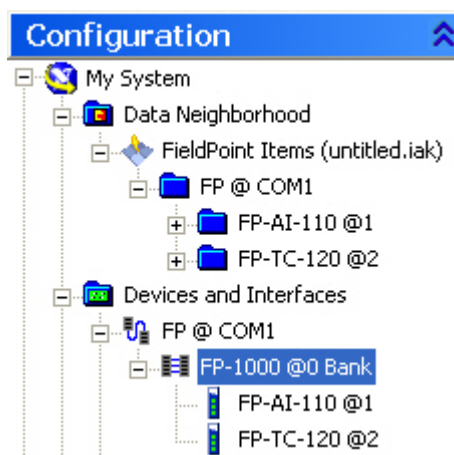 Configuration
My System
Data Neighborhood
FieldPoint Items (untitled.iak)
FP @ COM1
FP-AI-110 @1
FP-TC-120 @2
Devices and Interfaces
FP @ COM1
FP-1000 @0 Bank
FP-AI-110 @1
FP-TC-120 @2